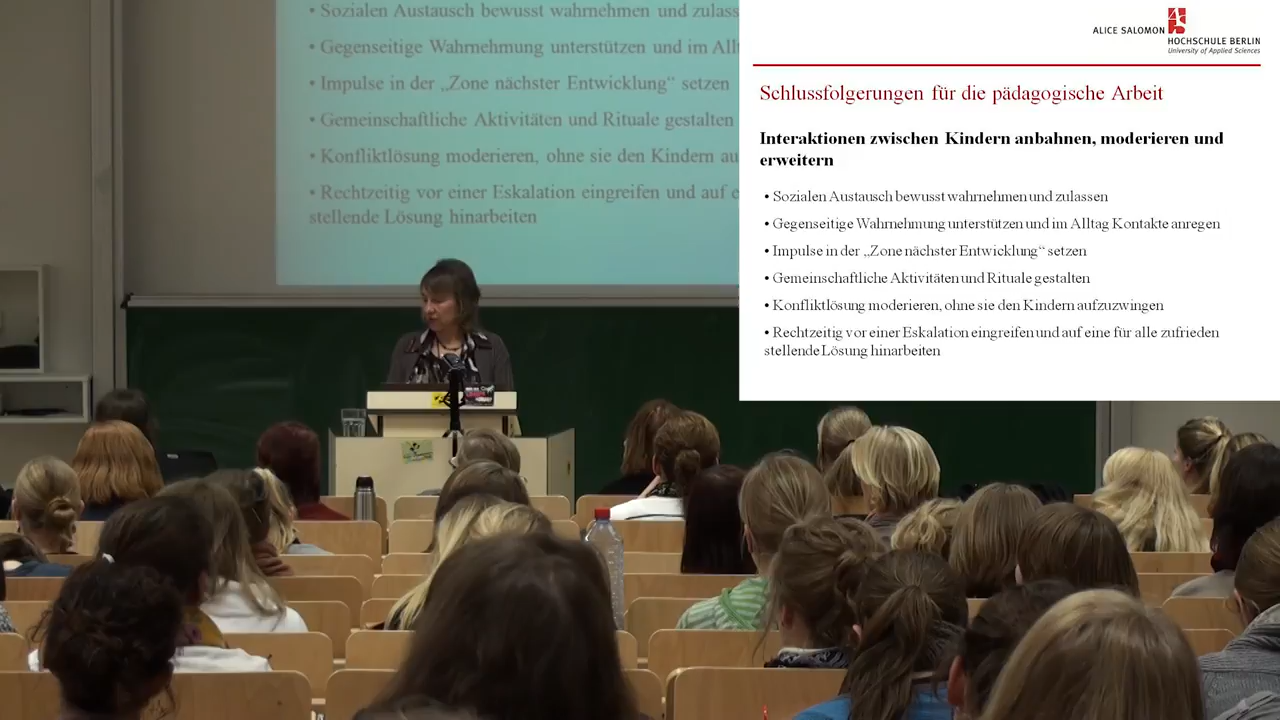 • Sozialen Austausch bewusst wahrnehmen und zulass
• Gegenseitige Wahrnehmung unterstützen und im Allt
• Impulse in der „Zone nächster Entwicklung“ setzen
• Gemeinschaftliche Aktivitäten und Rituale gestalten
• Konfliktlösung moderieren, ohne sie den Kindern au
• Rechtzeitig vor einer Eskalation eingreifen und auf e
stellende Lösung hinarbeiten
ALICE SALOMON
HOCHSCHULE BERLIN
University of Applied Sciences
Schlussfolgerungen für die pädagogische Arbeit
Interaktionen zwischen Kindern anbahnen, moderieren und
erweitern
• Sozialen Austausch bewusst wahrnehmen und zulassen
• Gegenseitige Wahrnehmung unterstützen und im Alltag Kontakte anregen
• Impulse in der „Zone nächster Entwicklung“ setzen
• Gemeinschaftliche Aktivitäten und Rituale gestalten
• Konfliktlösung moderieren, ohne sie den Kindern aufzuzwingen
• Rechtzeitig vor einer Eskalation eingreifen und auf eine für alle zufrieden
stellende Lösung hinarbeiten